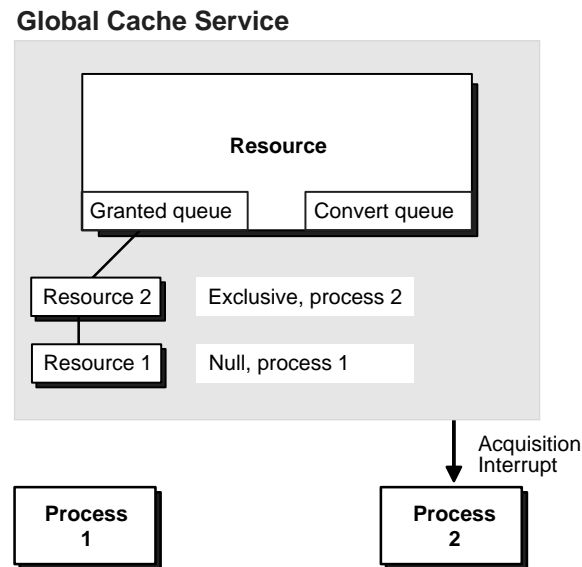 Global Cache Service
Resource
Granted queue
Convert queue
Resource 2
Exclusive, process 2
Resource 1
Null, process 1
Acquisition
Interrupt
Process
1
Process
2